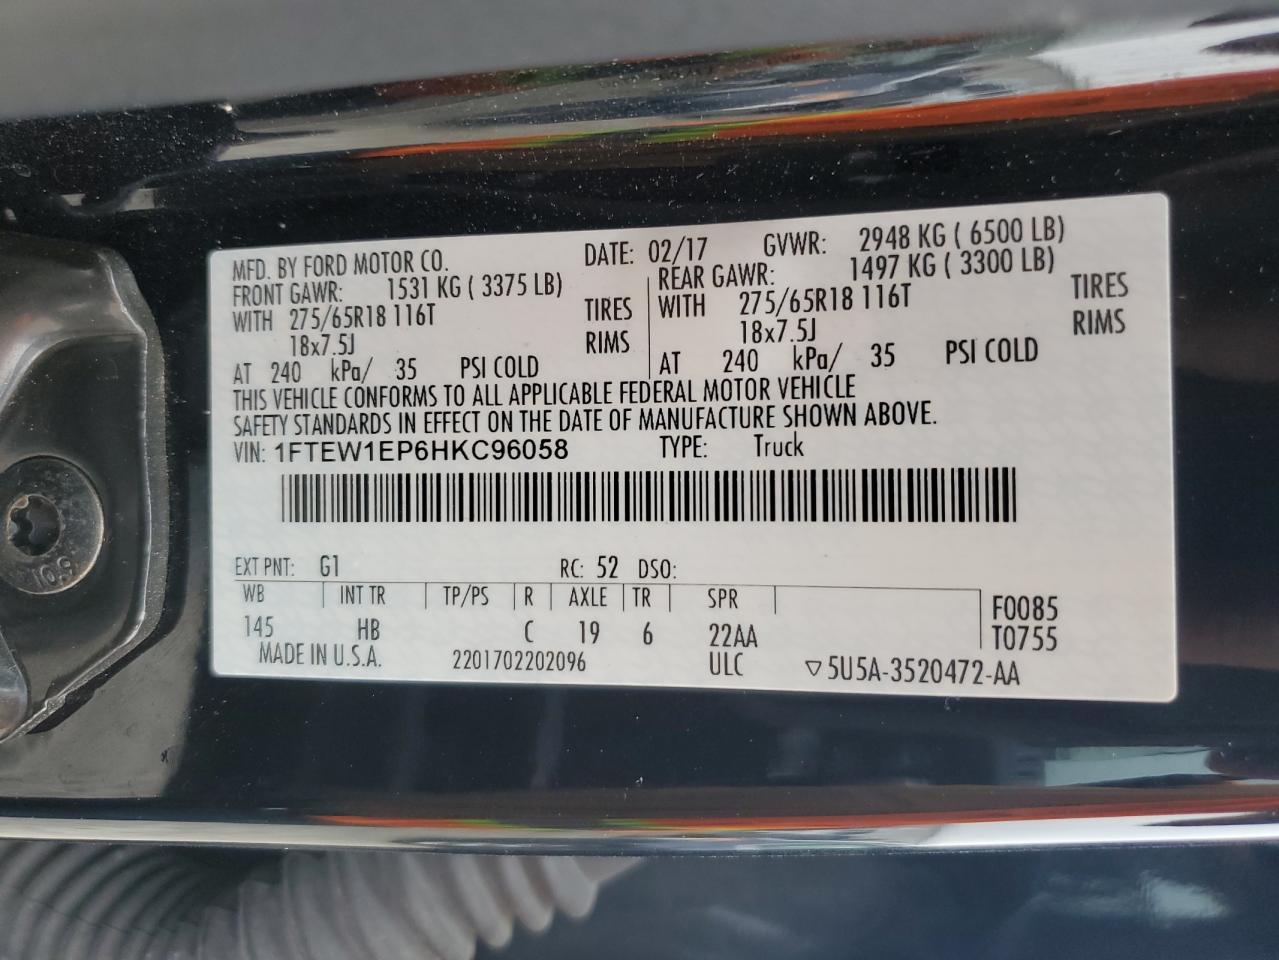 MFD. BY FORD MOTOR CO. DATE: 02/17 GVWR: 2948 KG ( 6500 LB)
FRONT GAWR: 1531 KG ( 3375 LB) REAR GAWR: 1497 KG ( 3300 LB)
WITH 275/65R18 116T TIRES WITH 275/65R18 116T TIRES
18x7.5J RIMS 18x7.5J RIMS
AT 240 kPa/ 35 PSI COLD AT 240 kPa/ 35 PSI COLD
THIS VEHICLE CONFORMS TO ALL APPLICABLE FEDERAL MOTOR VEHICLE
SAFETY STANDARDS IN EFFECT ON THE DATE OF MANUFACTURE SHOWN ABOVE.
VIN: 1FTEW1EP6HKC96058 TYPE: Truck
EXT PNT: G1 RC: 52 DSO:
WB INT TR TP/PS R AXLE TR SPR F0085
145 HB C 19 6 22AA T0755
MADE IN U.S.A. 2201702202096 ULC ▽5U5A-3520472-AA
10.9